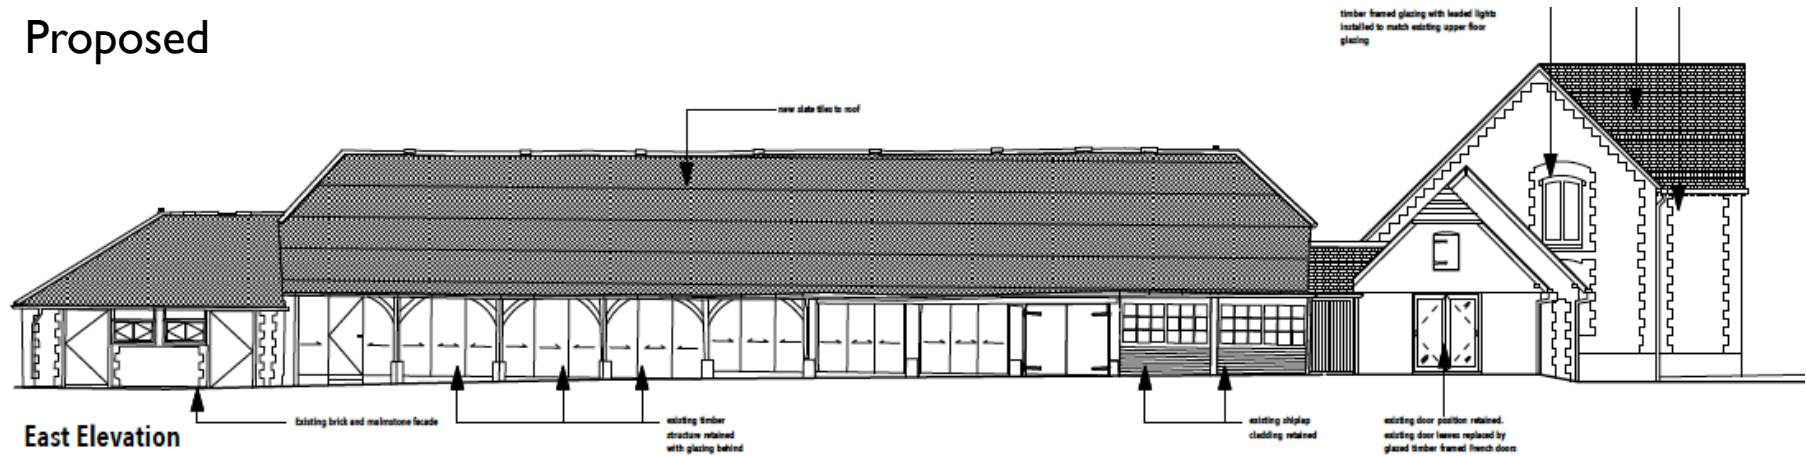 Proposed
timber framed glazing with leaded lights
installed to match existing upper floor
glazing
new slate tiles to roof
Existing brick and malmstone facade
existing timber
structure retained
with glazing behind
existing shiplap
cladding retained
existing door position retained.
existing door leaves replaced by
glazed timber framed French doors
East Elevation